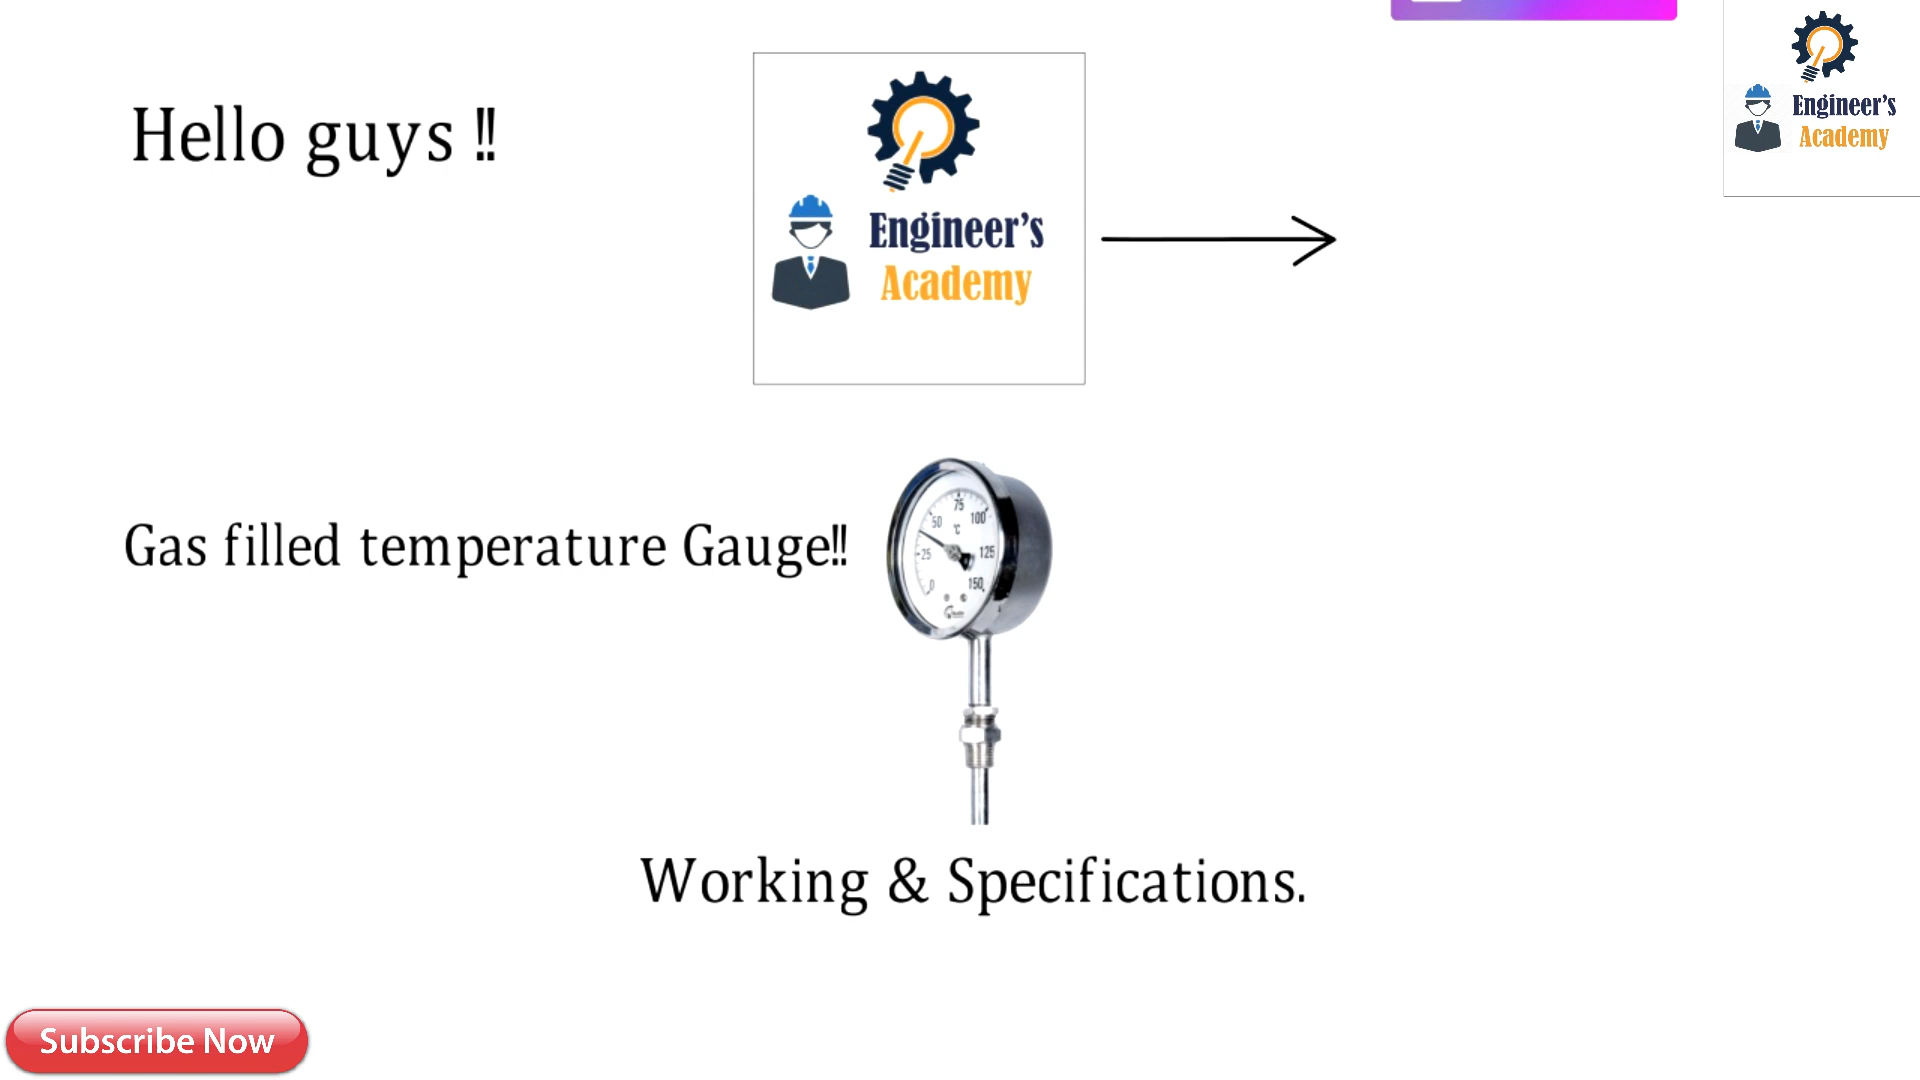 Hello guys !!
Engineer's
Academy
Engineer's
Academy
Gas filled temperature Gauge!!
75
50
100
°C
25
125
0
150
Working & Specifications.
Subscribe Now